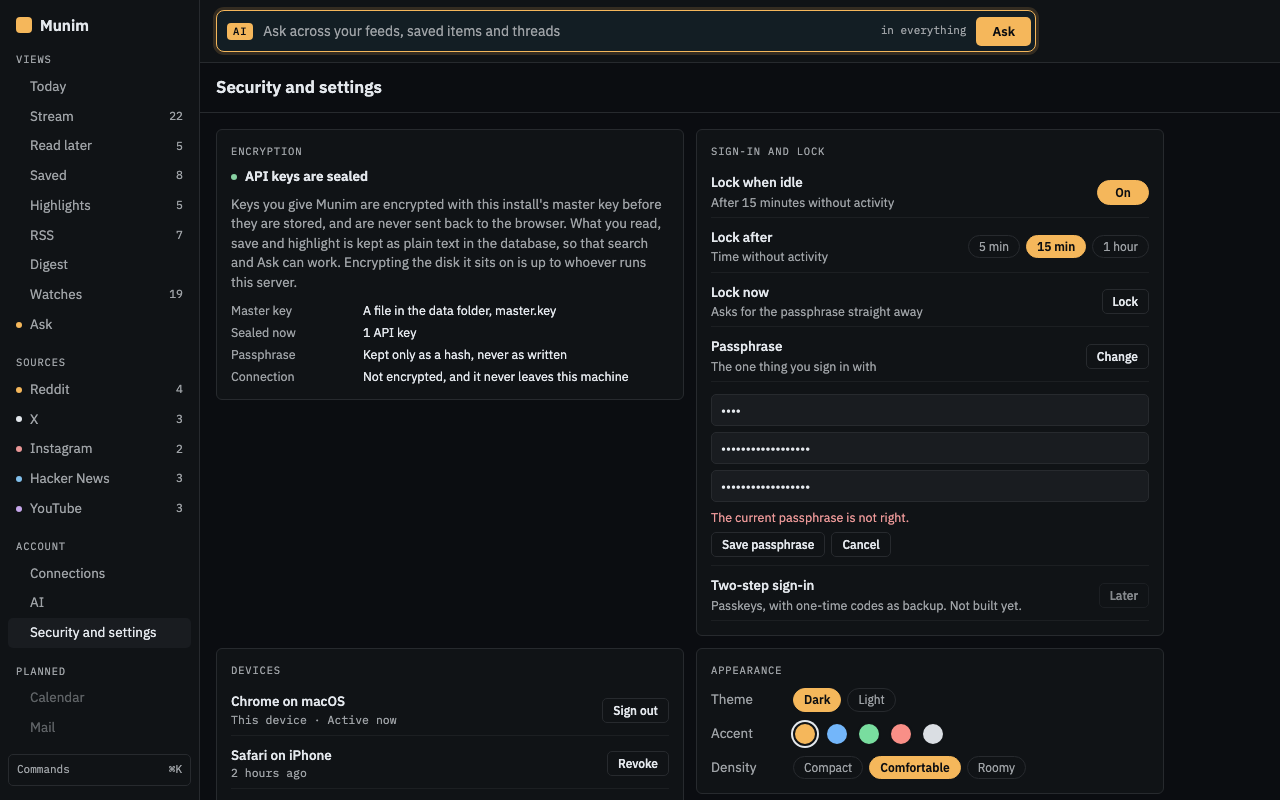 Munim
VIEWS
Today
Stream 22
Read later 5
Saved 8
Highlights 5
RSS 7
Digest
Watches 19
Ask
SOURCES
Reddit 4
X 3
Instagram 2
Hacker News 3
YouTube 3
ACCOUNT
Connections
AI
Security and settings
PLANNED
Calendar
Mail
Commands ⌘K
AI Ask across your feeds, saved items and threads in everything Ask
Security and settings
ENCRYPTION
API keys are sealed
Keys you give Munim are encrypted with this install's master key before
they are stored, and are never sent back to the browser. What you read,
save and highlight is kept as plain text in the database, so that search
and Ask can work. Encrypting the disk it sits on is up to whoever runs
this server.
Master key A file in the data folder, master.key
Sealed now 1 API key
Passphrase Kept only as a hash, never as written
Connection Not encrypted, and it never leaves this machine
SIGN-IN AND LOCK
Lock when idle
After 15 minutes without activity
On
Lock after
Time without activity
5 min 15 min 1 hour
Lock now
Asks for the passphrase straight away
Lock
Passphrase
The one thing you sign in with
Change
••••
••••••••••••••••••
••••••••••••••••••
The current passphrase is not right.
Save passphrase Cancel
Two-step sign-in
Passkeys, with one-time codes as backup. Not built yet.
Later
DEVICES
Chrome on macOS
This device · Active now
Sign out
Safari on iPhone
2 hours ago
Revoke
APPEARANCE
Theme Dark Light
Accent
Density Compact Comfortable Roomy